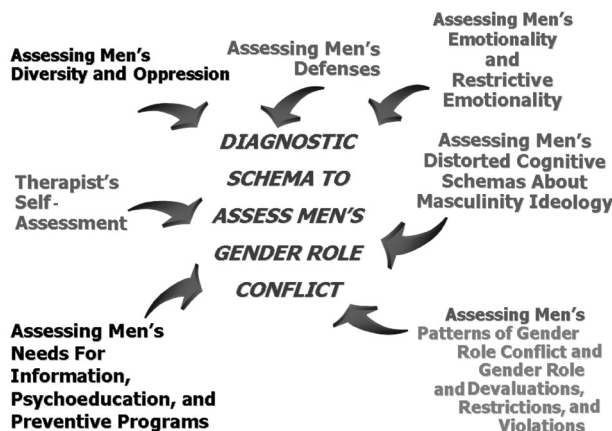 Assessing Men's
Diversity and Oppression
Assessing Men's
Defenses
Assessing Men's
Emotionality
and
Restrictive
Emotionality
DIAGNOSTIC
SCHEMA TO
ASSESS MEN'S
GENDER ROLE
CONFLICT
Assessing Men's
Distorted Cognitive
Schemas About
Masculinity Ideology
Therapist's
Self-
Assessment
Assessing Men's
Needs For
Information,
Psychoeducation, and
Preventive Programs
Assessing Men's
Patterns of Gender
Role Conflict and
Gender Role
and Devaluations,
Restrictions, and
Violations